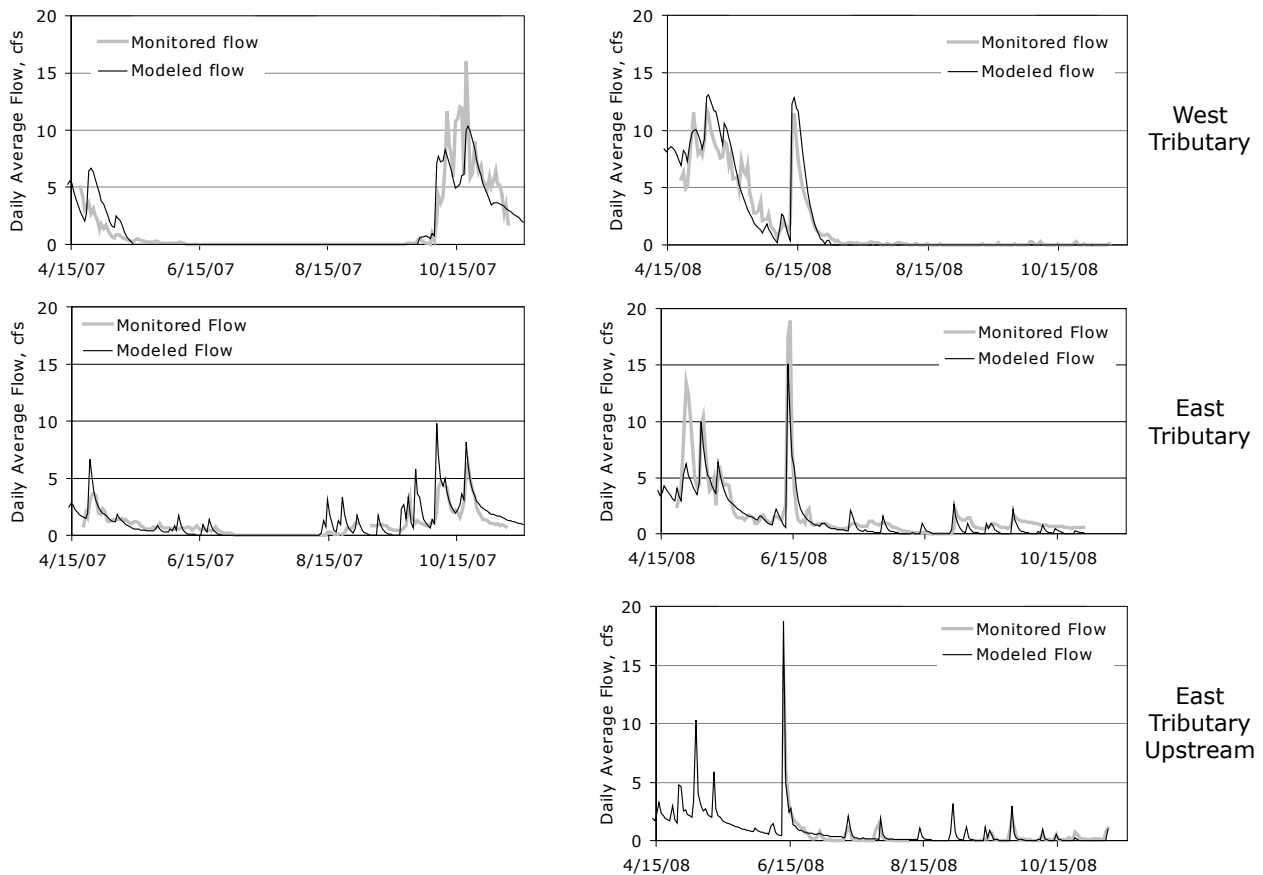 Daily Average Flow, cfs
20
15
10
5
0
Monitored flow
Modeled flow
4/15/07
6/15/07
8/15/07
10/15/07
Daily Average Flow, cfs
20
15
10
5
0
Monitored flow
Modeled flow
4/15/08
6/15/08
8/15/08
10/15/08
West
Tributary
Daily Average Flow, cfs
20
15
10
5
0
Monitored Flow
Modeled Flow
4/15/07
6/15/07
8/15/07
10/15/07
Daily Average Flow, cfs
20
15
10
5
0
Monitored Flow
Modeled Flow
4/15/08
6/15/08
8/15/08
10/15/08
East
Tributary
Daily Average Flow, cfs
20
15
10
5
0
Monitored Flow
Modeled Flow
4/15/08
6/15/08
8/15/08
10/15/08
East
Tributary
Upstream